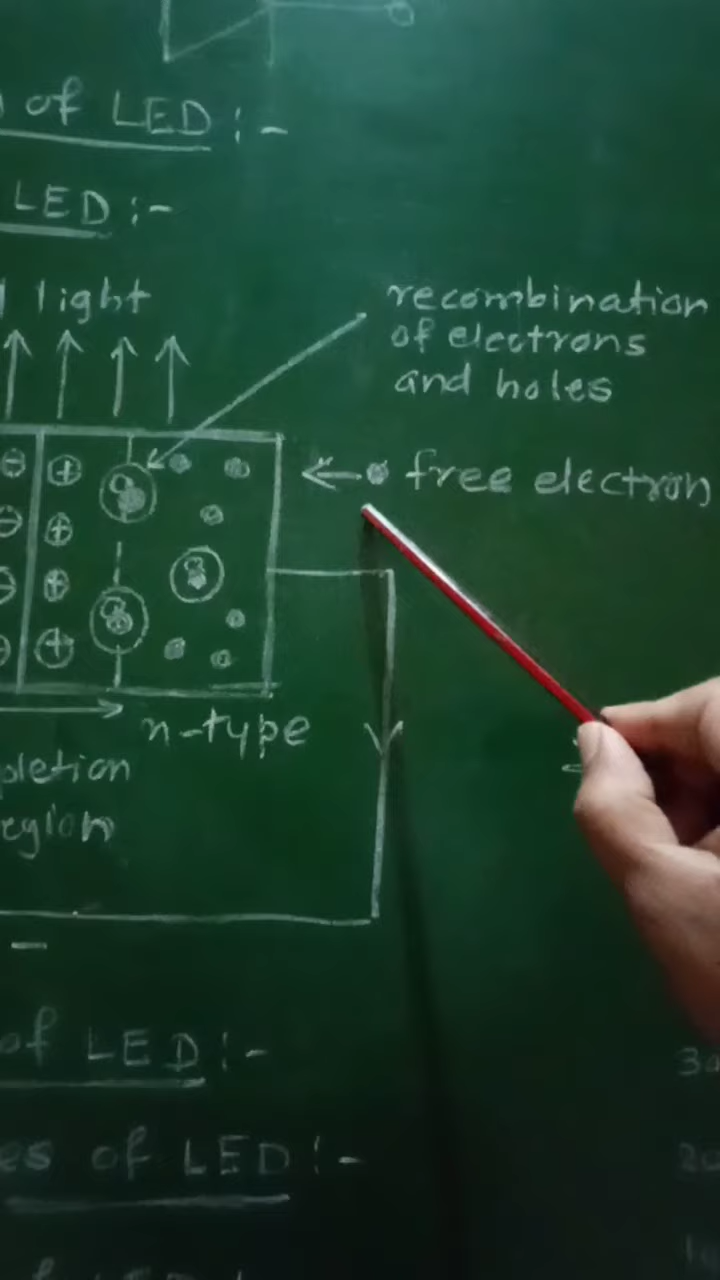 of LED :-
LED :-
light
recombination
of electrons
and holes
free electron
n-type
pletion
egion
-
of LED :-
es of LED :-